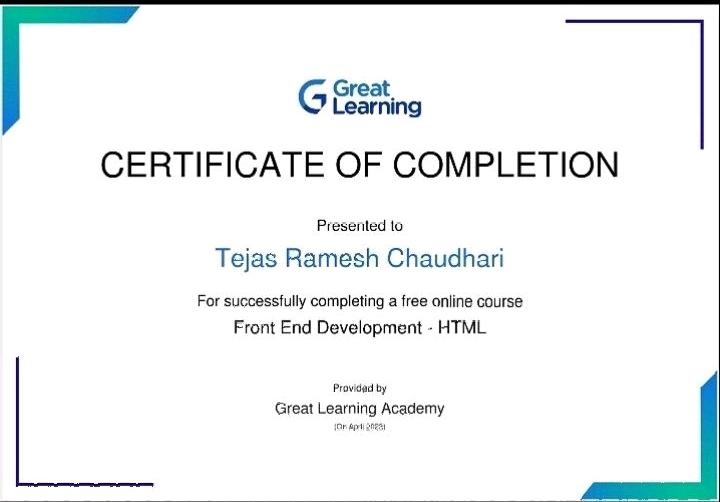 Great
Learning
CERTIFICATE OF COMPLETION
Presented to
Tejas Ramesh Chaudhari
For successfully completing a free online course
Front End Development - HTML
Provided by
Great Learning Academy
(On April 2023)